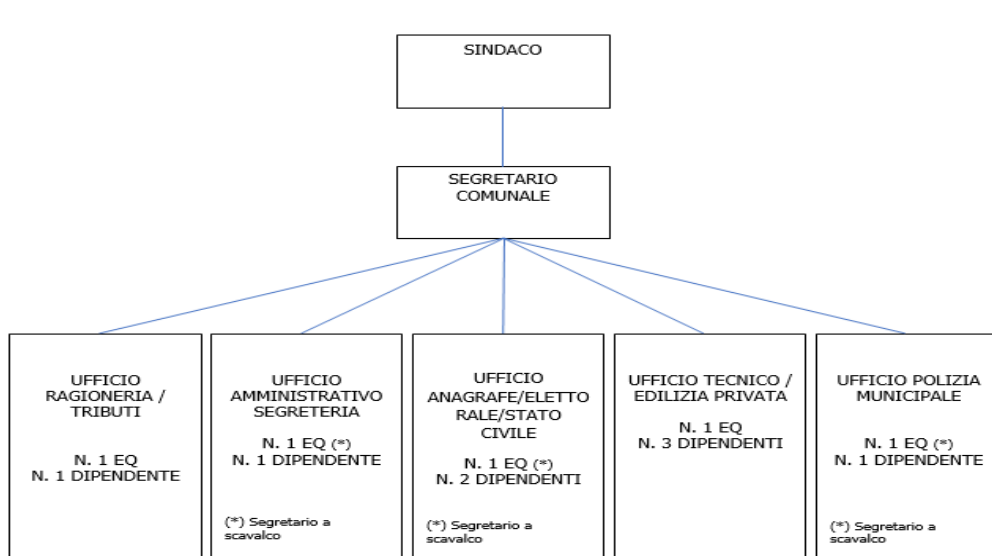 SINDACO
SEGRETARIO
COMUNALE
UFFICIO
RAGIONERIA /
TRIBUTI
N. 1 EQ
N. 1 DIPENDENTE
UFFICIO
AMMINISTRATIVO
SEGRETERIA
N. 1 EQ (*)
N. 1 DIPENDENTE
(*) Segretario a
scavalco
UFFICIO
ANAGRAFE/ELETTO
RALE/STATO
CIVILE
N. 1 EQ (*)
N. 2 DIPENDENTI
(*) Segretario a
scavalco
UFFICIO TECNICO /
EDILIZIA PRIVATA
N. 1 EQ
N. 3 DIPENDENTI
UFFICIO POLIZIA
MUNICIPALE
N. 1 EQ (*)
N. 1 DIPENDENTE
(*) Segretario a
scavalco